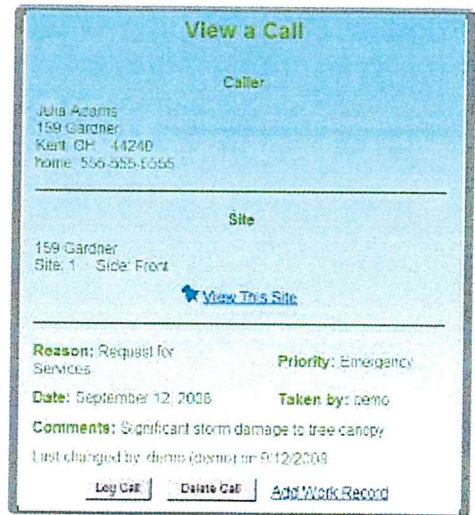 View a Call
Caller
Julia Adams
159 Gardner
Kent, OH 44240
home: 555-555-5555
Site
159 Gardner
Site: 1 Side: Front
View This Site
Reason: Request for Services
Priority: Emergency
Date: September 12, 2008
Taken by: demo
Comments: Significant storm damage to tree canopy
Last changed by: demo (demo) on 9/12/2008
Log Call Delete Call Add Work Record